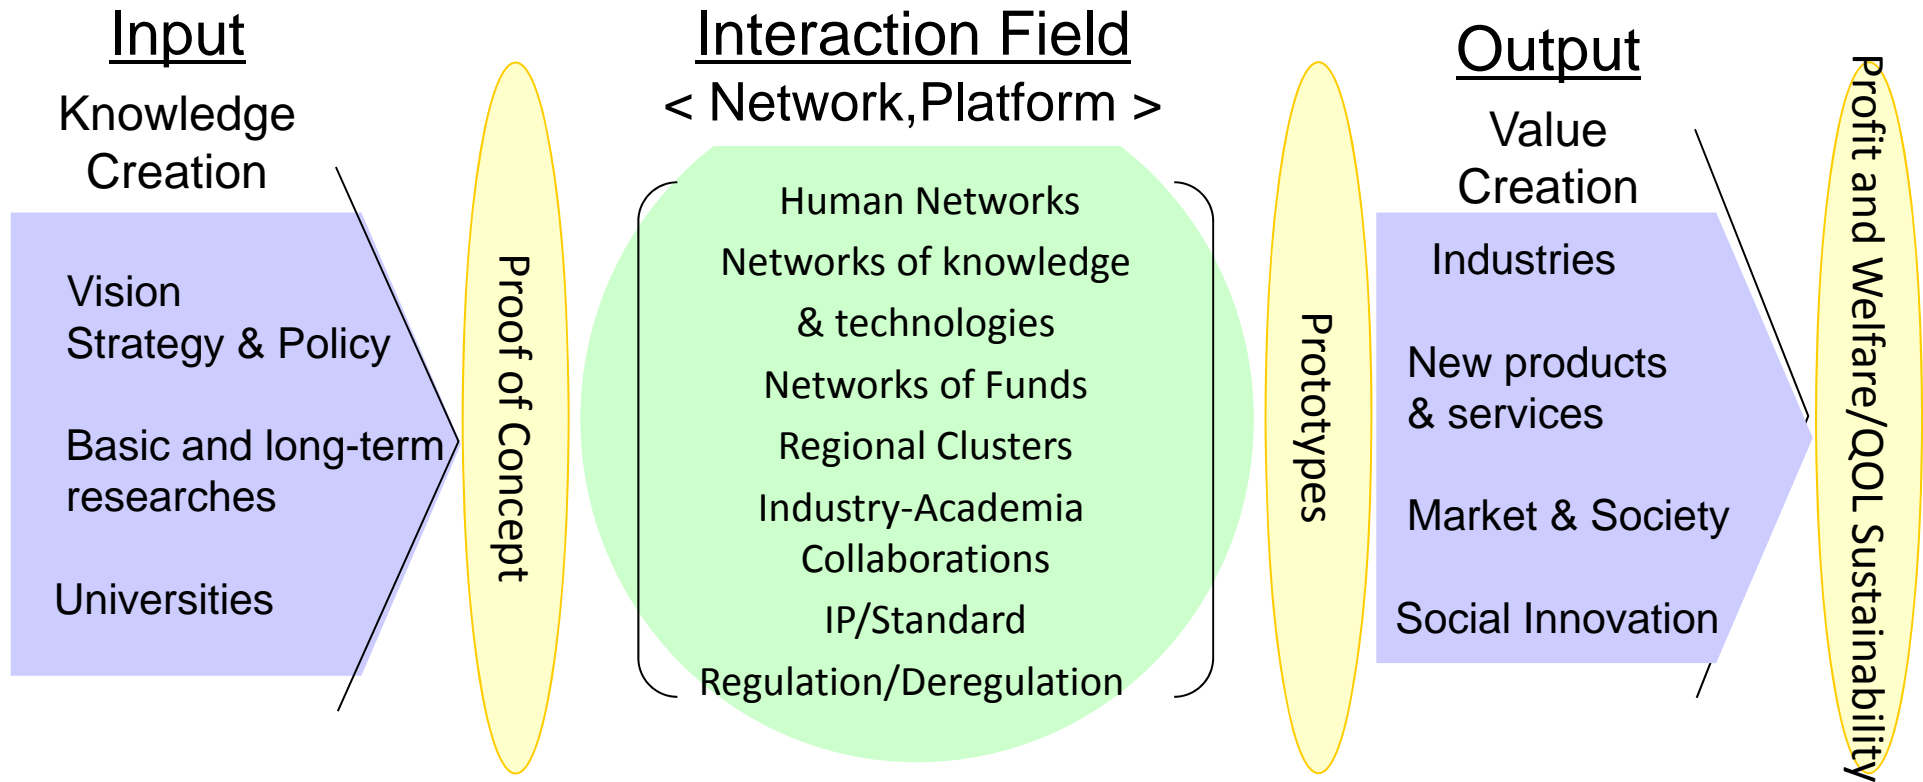 Input
Knowledge
Creation
Vision
Strategy & Policy
Basic and long-term
researches
Universities
Proof of Concept
Interaction Field
< Network,Platform >
Human Networks
Networks of knowledge
& technologies
Networks of Funds
Regional Clusters
Industry-Academia
Collaborations
IP/Standard
Regulation/Deregulation
Prototypes
Output
Value
Creation
Industries
New products
& services
Market & Society
Social Innovation
Profit and Welfare/QOL Sustainability